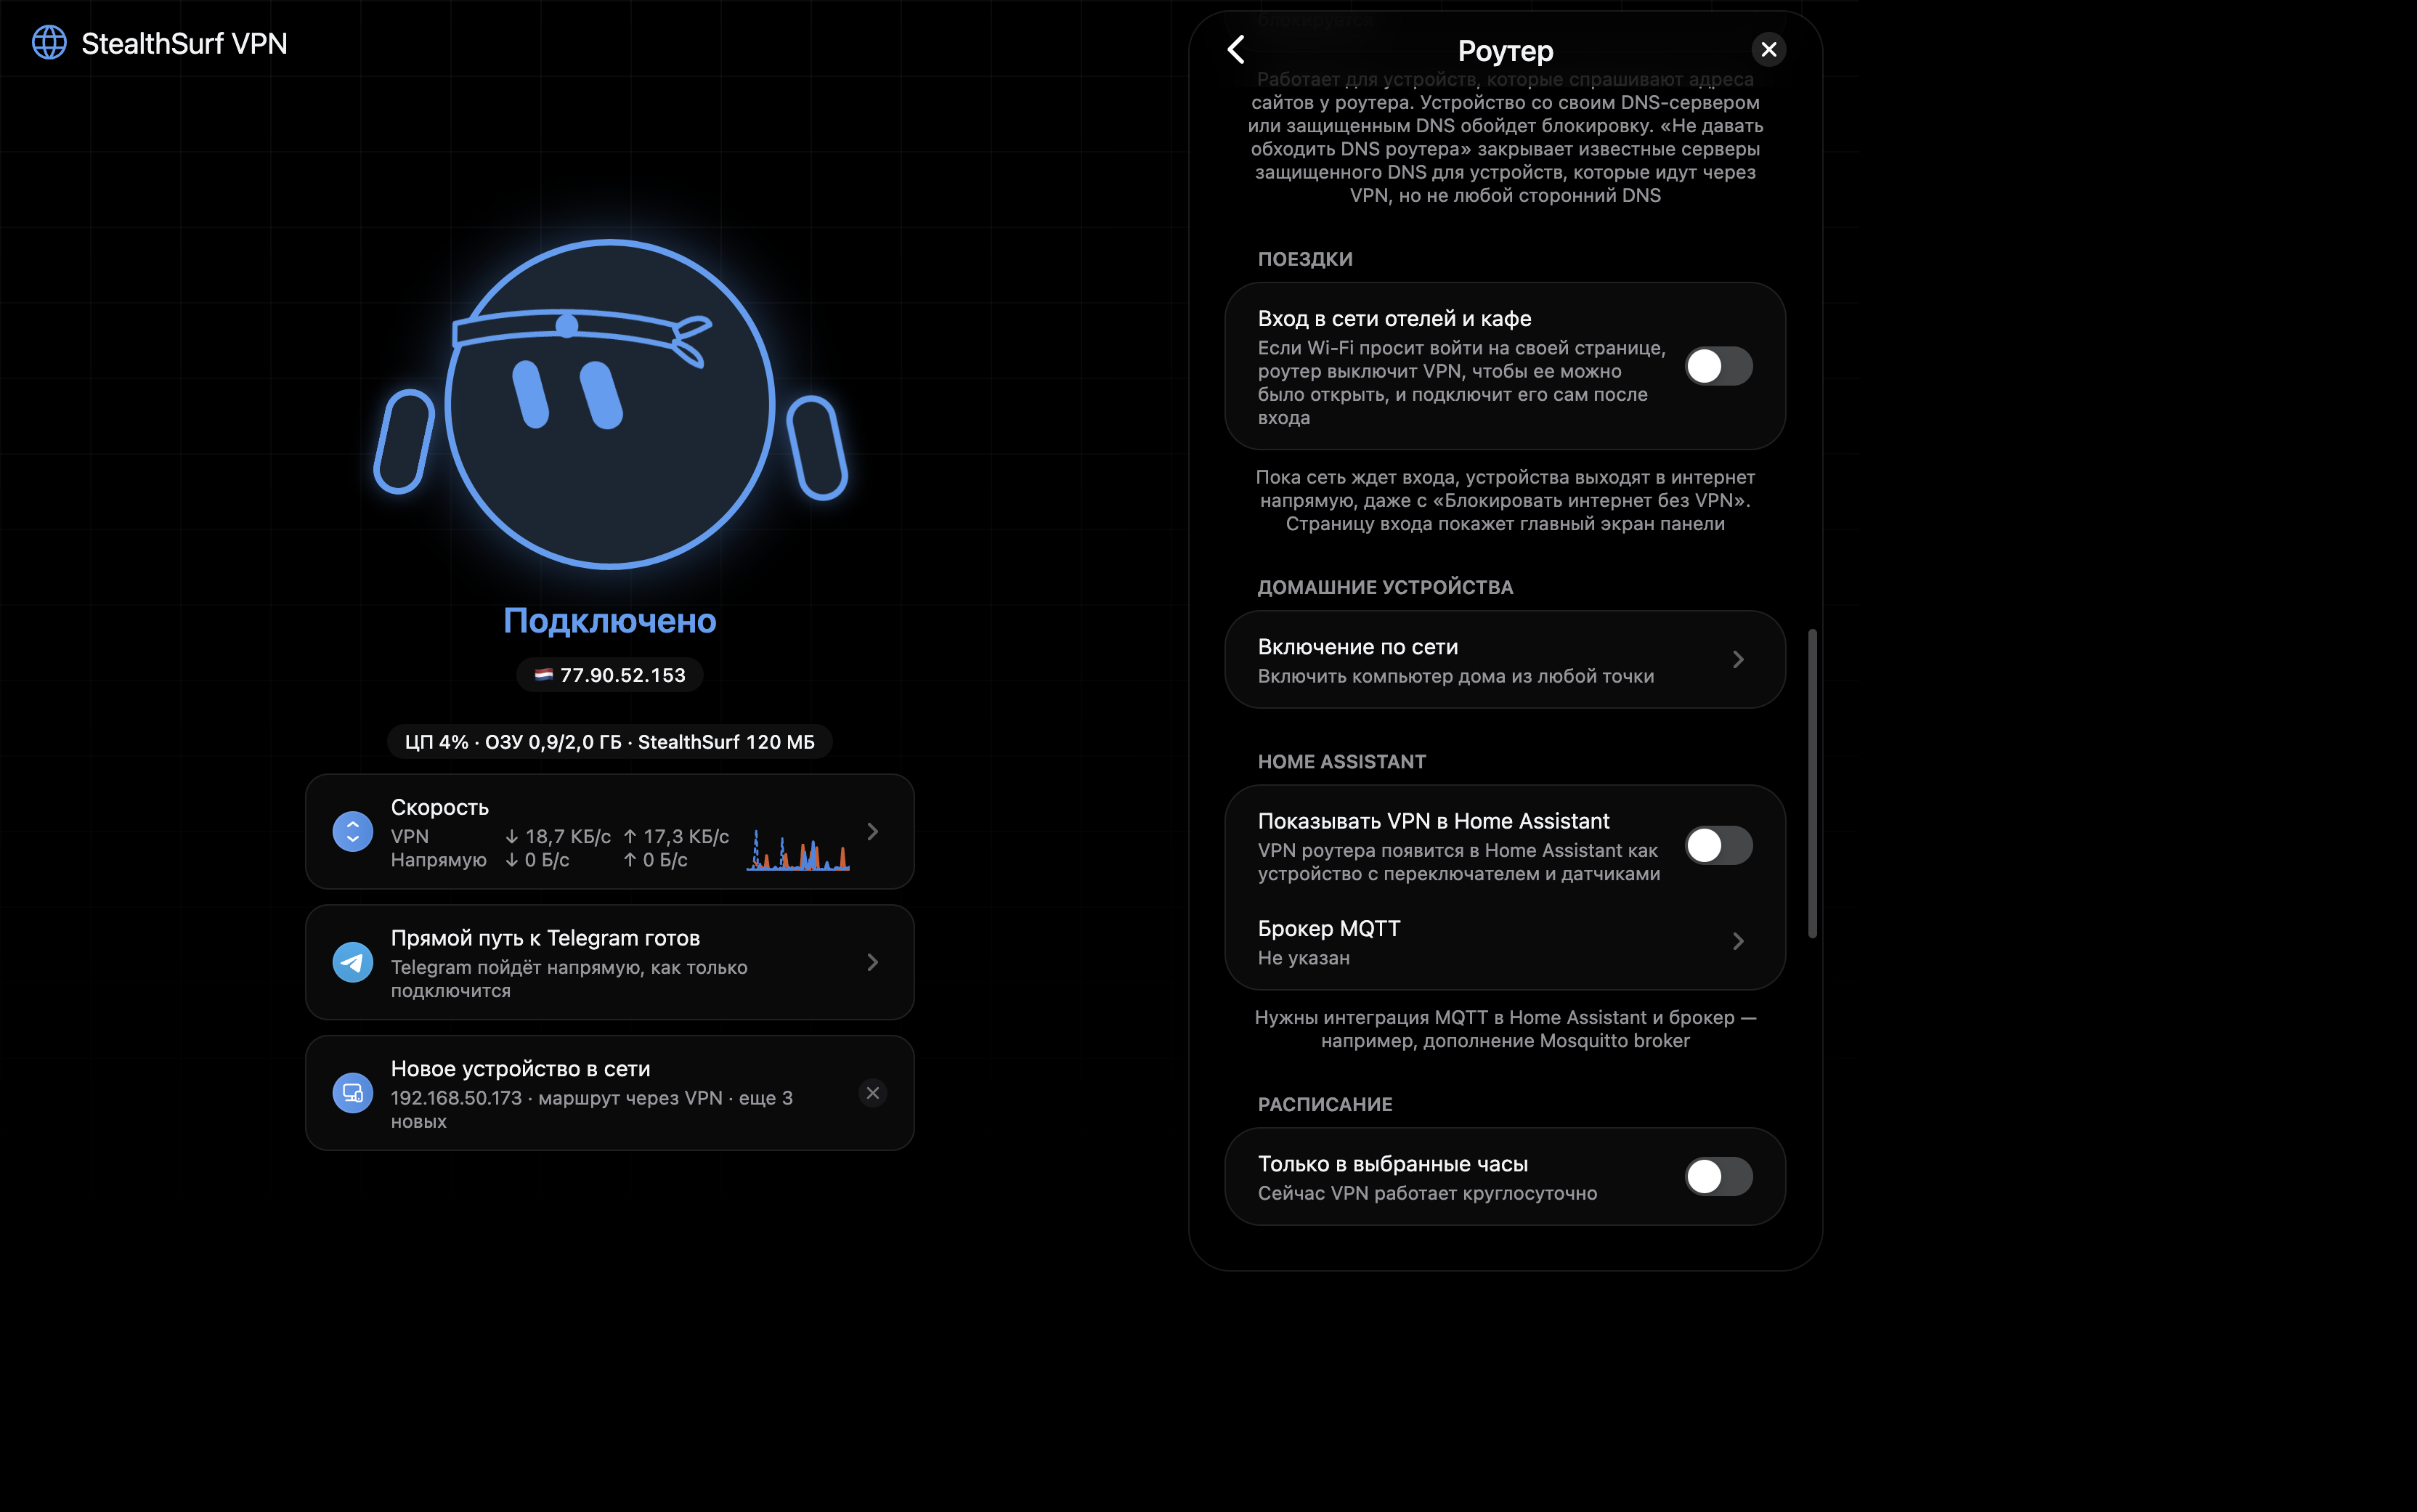 StealthSurf VPN
Подключено
77.90.52.153
ЦП 4% · ОЗУ 0,9/2,0 ГБ · StealthSurf 120 МБ
Скорость
VPN ↓ 18,7 КБ/с ↑ 17,3 КБ/с
Напрямую ↓ 0 Б/с ↑ 0 Б/с
Прямой путь к Telegram готов
Telegram пойдёт напрямую, как только
подключится
Новое устройство в сети
192.168.50.173 · маршрут через VPN · еще 3
новых
блокируется
Роутер
Работает для устройств, которые спрашивают адреса
сайтов у роутера. Устройство со своим DNS-сервером
или защищенным DNS обойдет блокировку. «Не давать
обходить DNS роутера» закрывает известные серверы
защищенного DNS для устройств, которые идут через
VPN, но не любой сторонний DNS
ПОЕЗДКИ
Вход в сети отелей и кафе
Если Wi-Fi просит войти на своей странице,
роутер выключит VPN, чтобы ее можно
было открыть, и подключит его сам после
входа
Пока сеть ждет входа, устройства выходят в интернет
напрямую, даже с «Блокировать интернет без VPN».
Страницу входа покажет главный экран панели
ДОМАШНИЕ УСТРОЙСТВА
Включение по сети
Включить компьютер дома из любой точки
HOME ASSISTANT
Показывать VPN в Home Assistant
VPN роутера появится в Home Assistant как
устройство с переключателем и датчиками
Брокер MQTT
Не указан
Нужны интеграция MQTT в Home Assistant и брокер —
например, дополнение Mosquitto broker
РАСПИСАНИЕ
Только в выбранные часы
Сейчас VPN работает круглосуточно